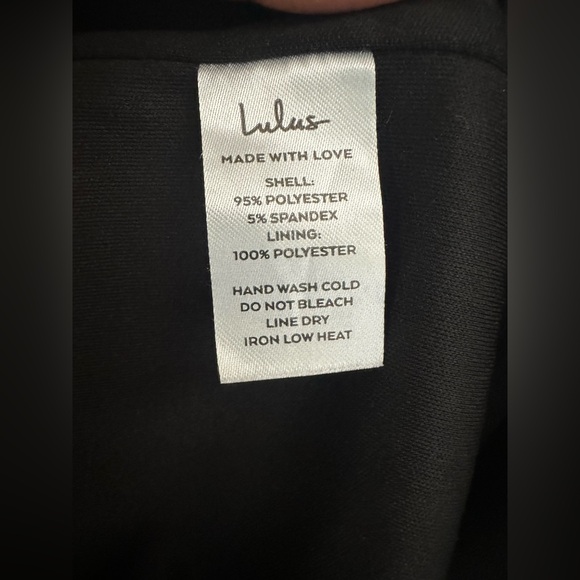 Lulus
MADE WITH LOVE
SHELL:
95% POLYESTER
5% SPANDEX
LINING:
100% POLYESTER
HAND WASH COLD
DO NOT BLEACH
LINE DRY
IRON LOW HEAT